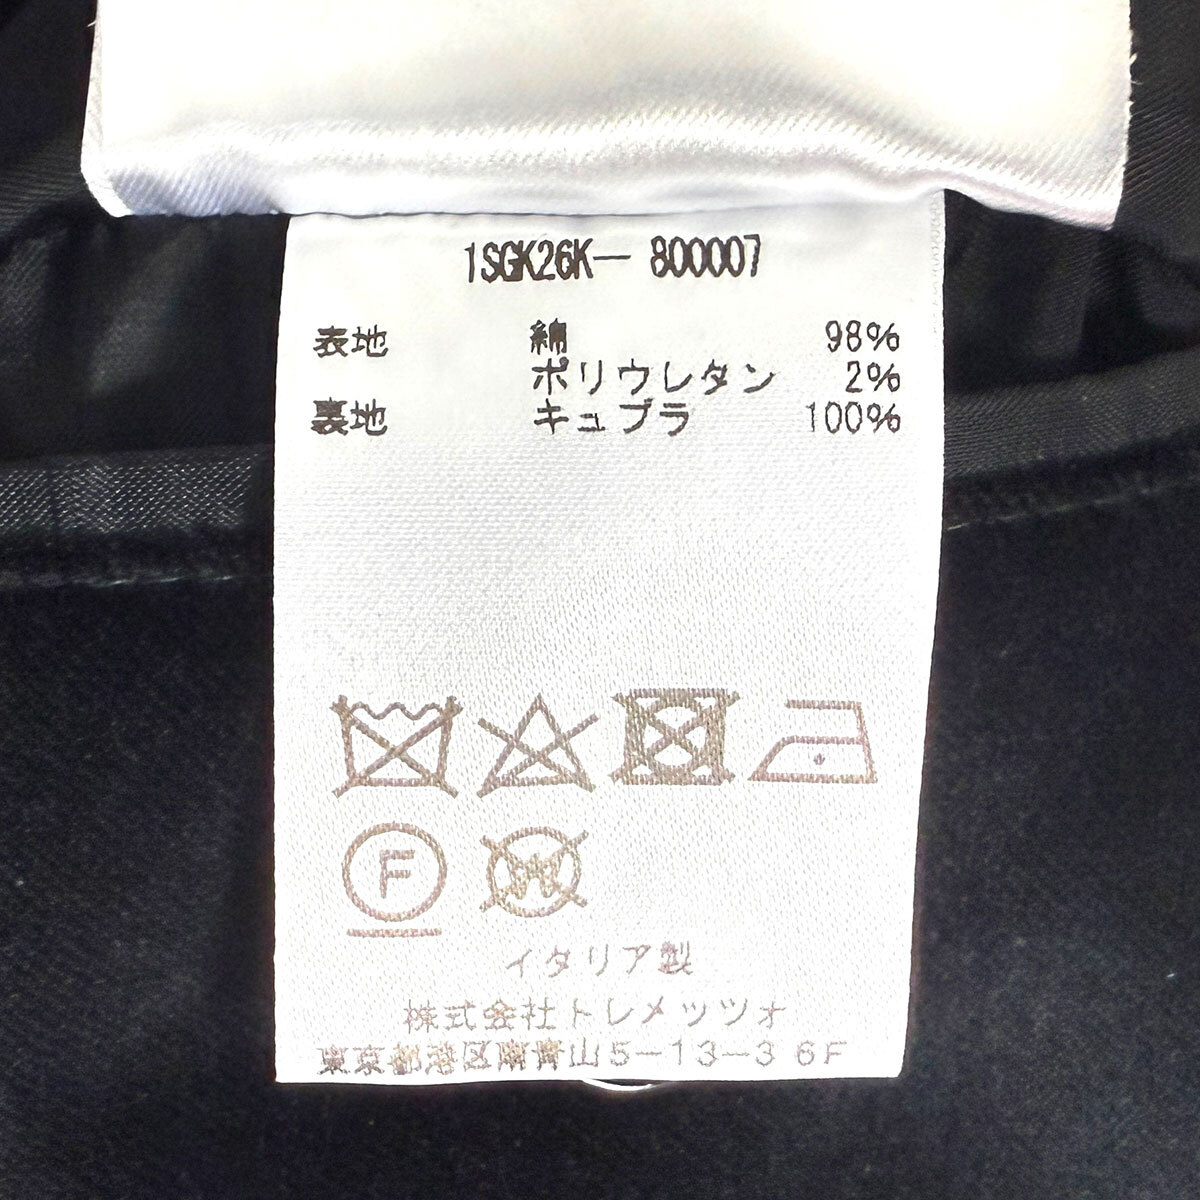 1SGK26K- 800007
表地 綿 98%
ポリウレタン 2%
裏地 キュプラ 100%
F W
イタリア製
株式会社トレメッツォ
東京都港区南青山5-13-3 6F